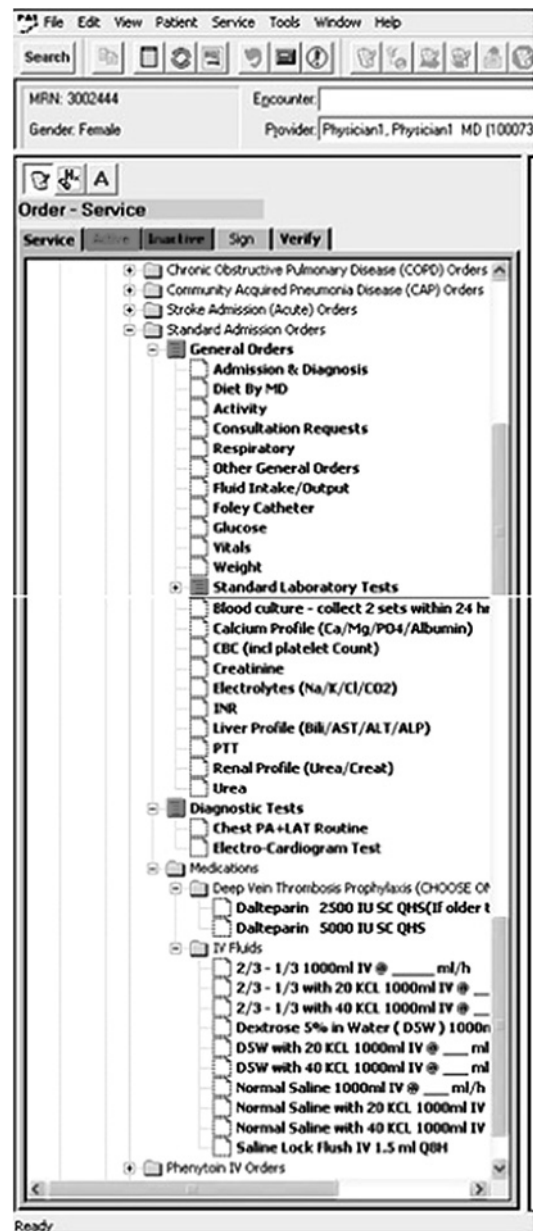 File Edit View Patient Service Tools Window Help
Search
MRN: 3002444 Encounter:
Gender: Female Provider: Physician1, Physician1 MD (100073
A
Order - Service
Service Active Inactive Sign Verify
Chronic Obstructive Pulmonary Disease (COPD) Orders
Community Acquired Pneumonia Disease (CAP) Orders
Stroke Admission (Acute) Orders
Standard Admission Orders
General Orders
Admission & Diagnosis
Diet By MD
Activity
Consultation Requests
Respiratory
Other General Orders
Fluid Intake/Output
Foley Catheter
Glucose
Vitals
Weight
Standard Laboratory Tests
Blood culture - collect 2 sets within 24 hr
Calcium Profile (Ca/Mg/PO4/Albumin)
CBC (incl platelet Count)
Creatinine
Electrolytes (Na/K/Cl/CO2)
INR
Liver Profile (Bili/AST/ALT/ALP)
PTT
Renal Profile (Urea/Creat)
Urea
Diagnostic Tests
Chest PA+LAT Routine
Electro-Cardiogram Test
Medications
Deep Vein Thrombosis Prophylaxis (CHOOSE ON
Dalteparin 2500 IU SC QHS(If older t
Dalteparin 5000 IU SC QHS
IV Fluids
2/3 - 1/3 1000ml IV @ ____ ml/h
2/3 - 1/3 with 20 KCL 1000ml IV @ __
2/3 - 1/3 with 40 KCL 1000ml IV @ __
Dextrose 5% in Water ( D5W ) 1000n
D5W with 20 KCL 1000ml IV @ ___ ml
D5W with 40 KCL 1000ml IV @ ___ ml
Normal Saline 1000ml IV @ ___ ml/h
Normal Saline with 20 KCL 1000ml IV
Normal Saline with 40 KCL 1000ml IV
Saline Lock Flush IV 1.5 ml Q8H
Phenytoin IV Orders
Ready